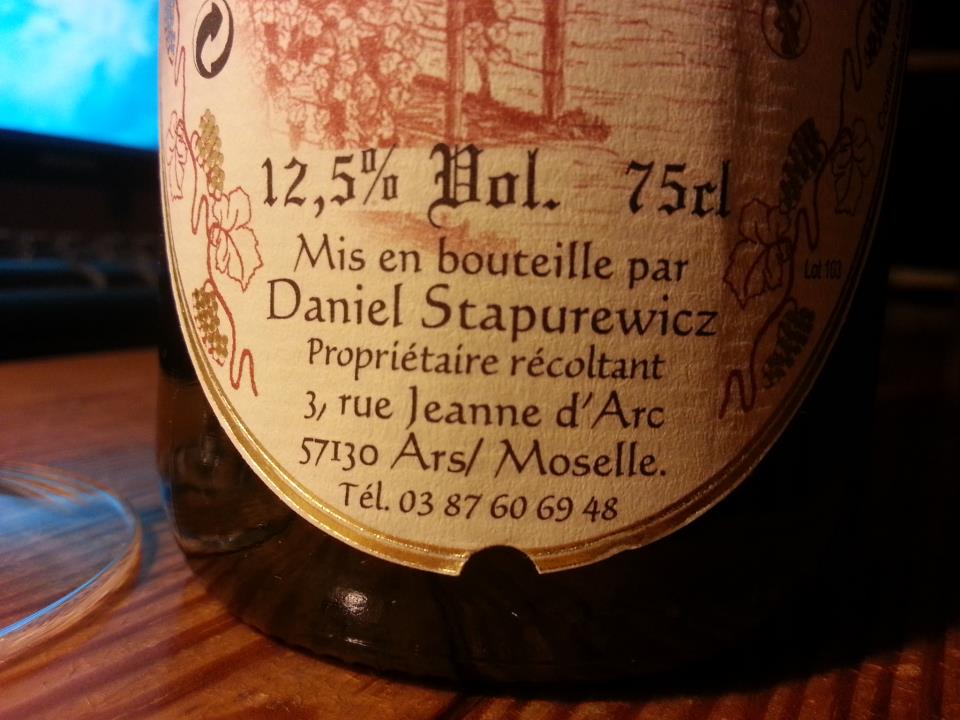 12,5% Vol. 75cl
Mis en bouteille par
Daniel Stapurewicz
Propriétaire récoltant
3, rue Jeanne d'Arc
57130 Ars/ Moselle.
Tél. 03 87 60 69 48
Lot 160